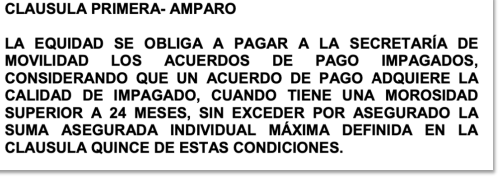 CLAUSULA PRIMERA- AMPARO
LA EQUIDAD SE OBLIGA A PAGAR A LA SECRETARÍA DE
MOVILIDAD LOS ACUERDOS DE PAGO IMPAGADOS,
CONSIDERANDO QUE UN ACUERDO DE PAGO ADQUIERE LA
CALIDAD DE IMPAGADO, CUANDO TIENE UNA MOROSIDAD
SUPERIOR A 24 MESES, SIN EXCEDER POR ASEGURADO LA
SUMA ASEGURADA INDIVIDUAL MÁXIMA DEFINIDA EN LA
CLAUSULA QUINCE DE ESTAS CONDICIONES.